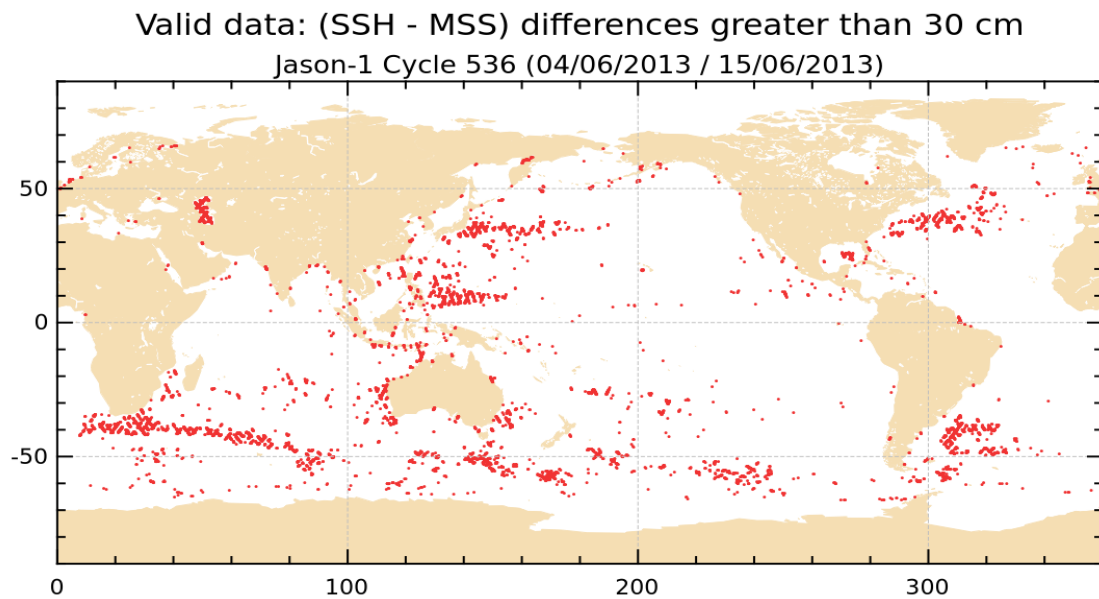 Valid data: (SSH - MSS) differences greater than 30 cm
Jason-1 Cycle 536 (04/06/2013 / 15/06/2013)
50
0
-50
0 100 200 300